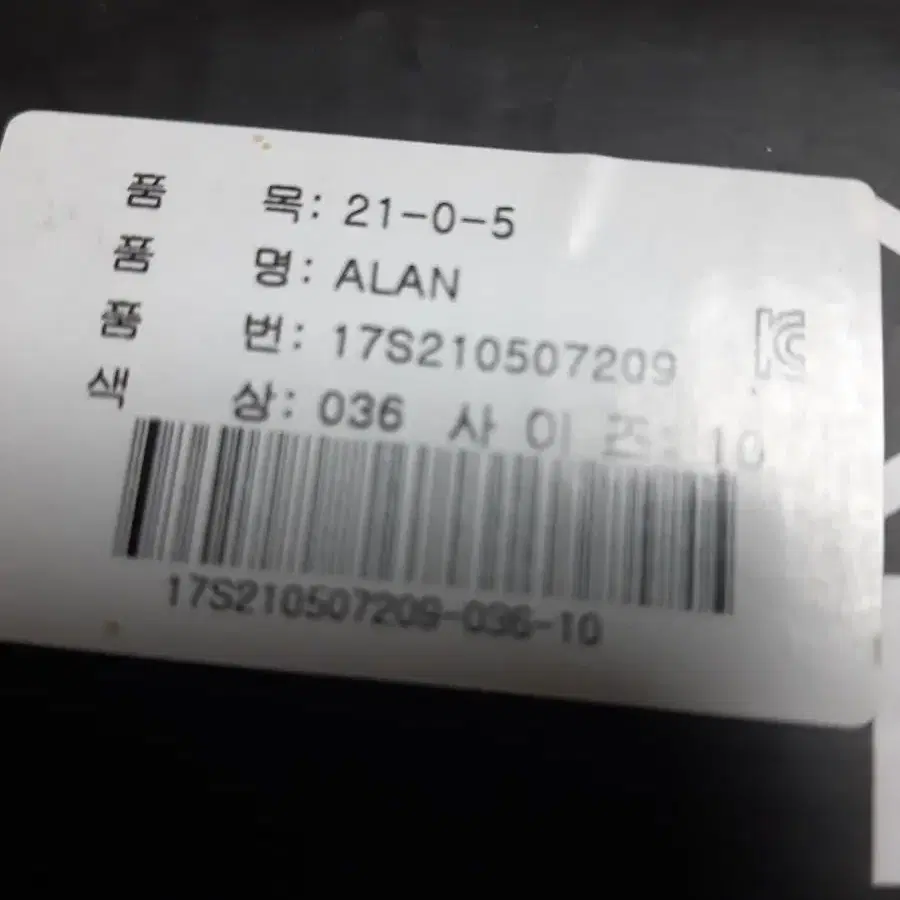 품 목: 21-0-5
품 명: ALAN
품 번: 17S210507209
색 상: 036 사이즈: 10
17S210507209-036-10